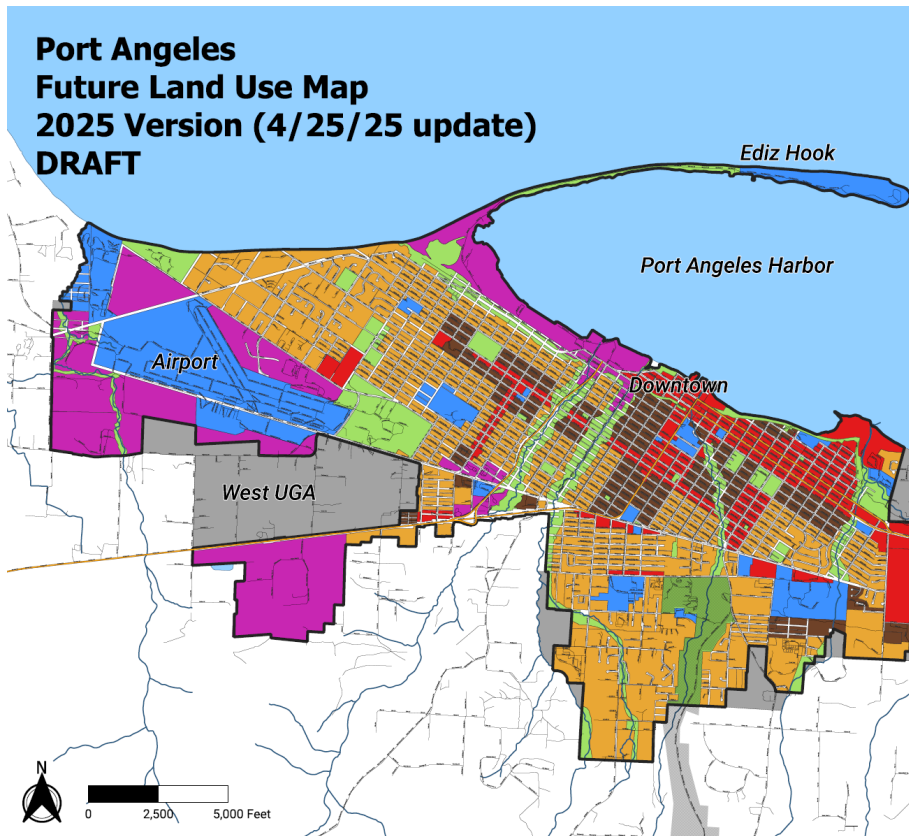 Port Angeles
Future Land Use Map
2025 Version (4/25/25 update)
DRAFT
Ediz Hook
Port Angeles Harbor
Airport
Downtown
West UGA
N
0 2,500 5,000 Feet